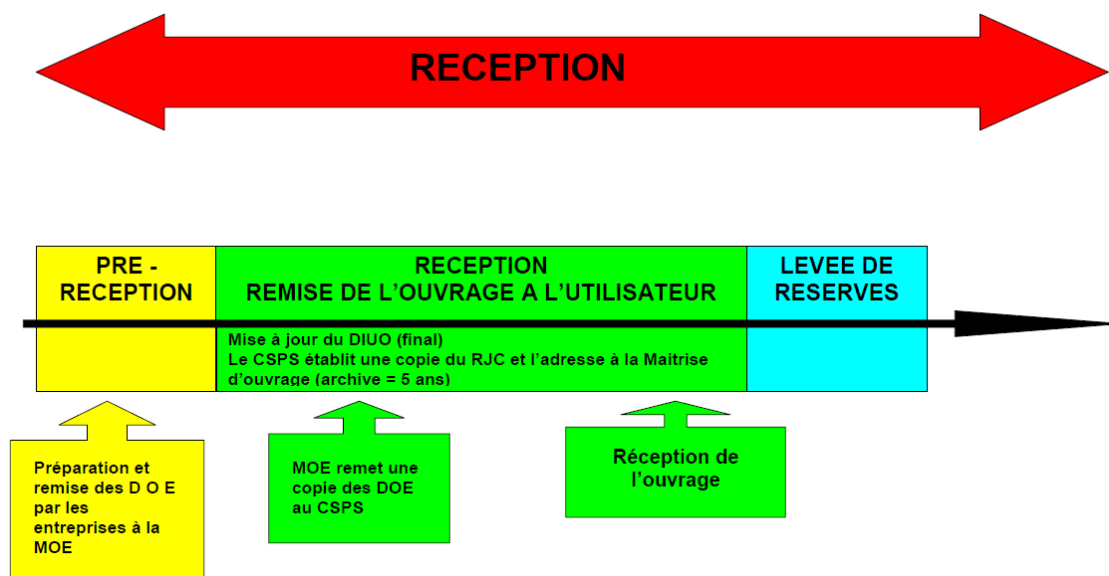 RECEPTION
PRE -
RECEPTION
RECEPTION
REMISE DE L'OUVRAGE A L'UTILISATEUR
LEVEE DE
RESERVES
Mise à jour du DIUO (final)
Le CSPS établit une copie du RJC et l'adresse à la Maitrise
d'ouvrage (archive = 5 ans)
Préparation et
remise des D O E
par les
entreprises à la
MOE
MOE remet une
copie des DOE
au CSPS
Réception de
l'ouvrage